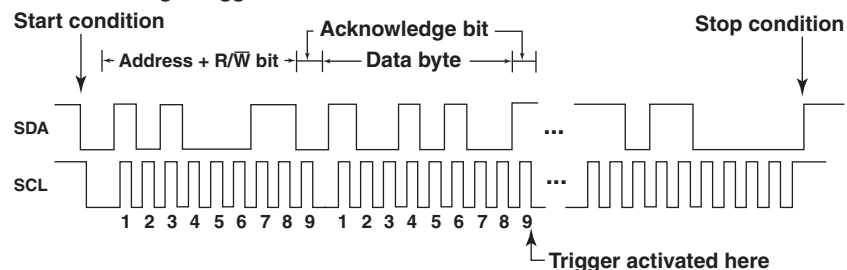 Start condition
Acknowledge bit
Stop condition
Address + R/W̅ bit
Data byte
SDA
...
SCL
...
1 2 3 4 5 6 7 8 9 1 2 3 4 5 6 7 8 9
Trigger activated here